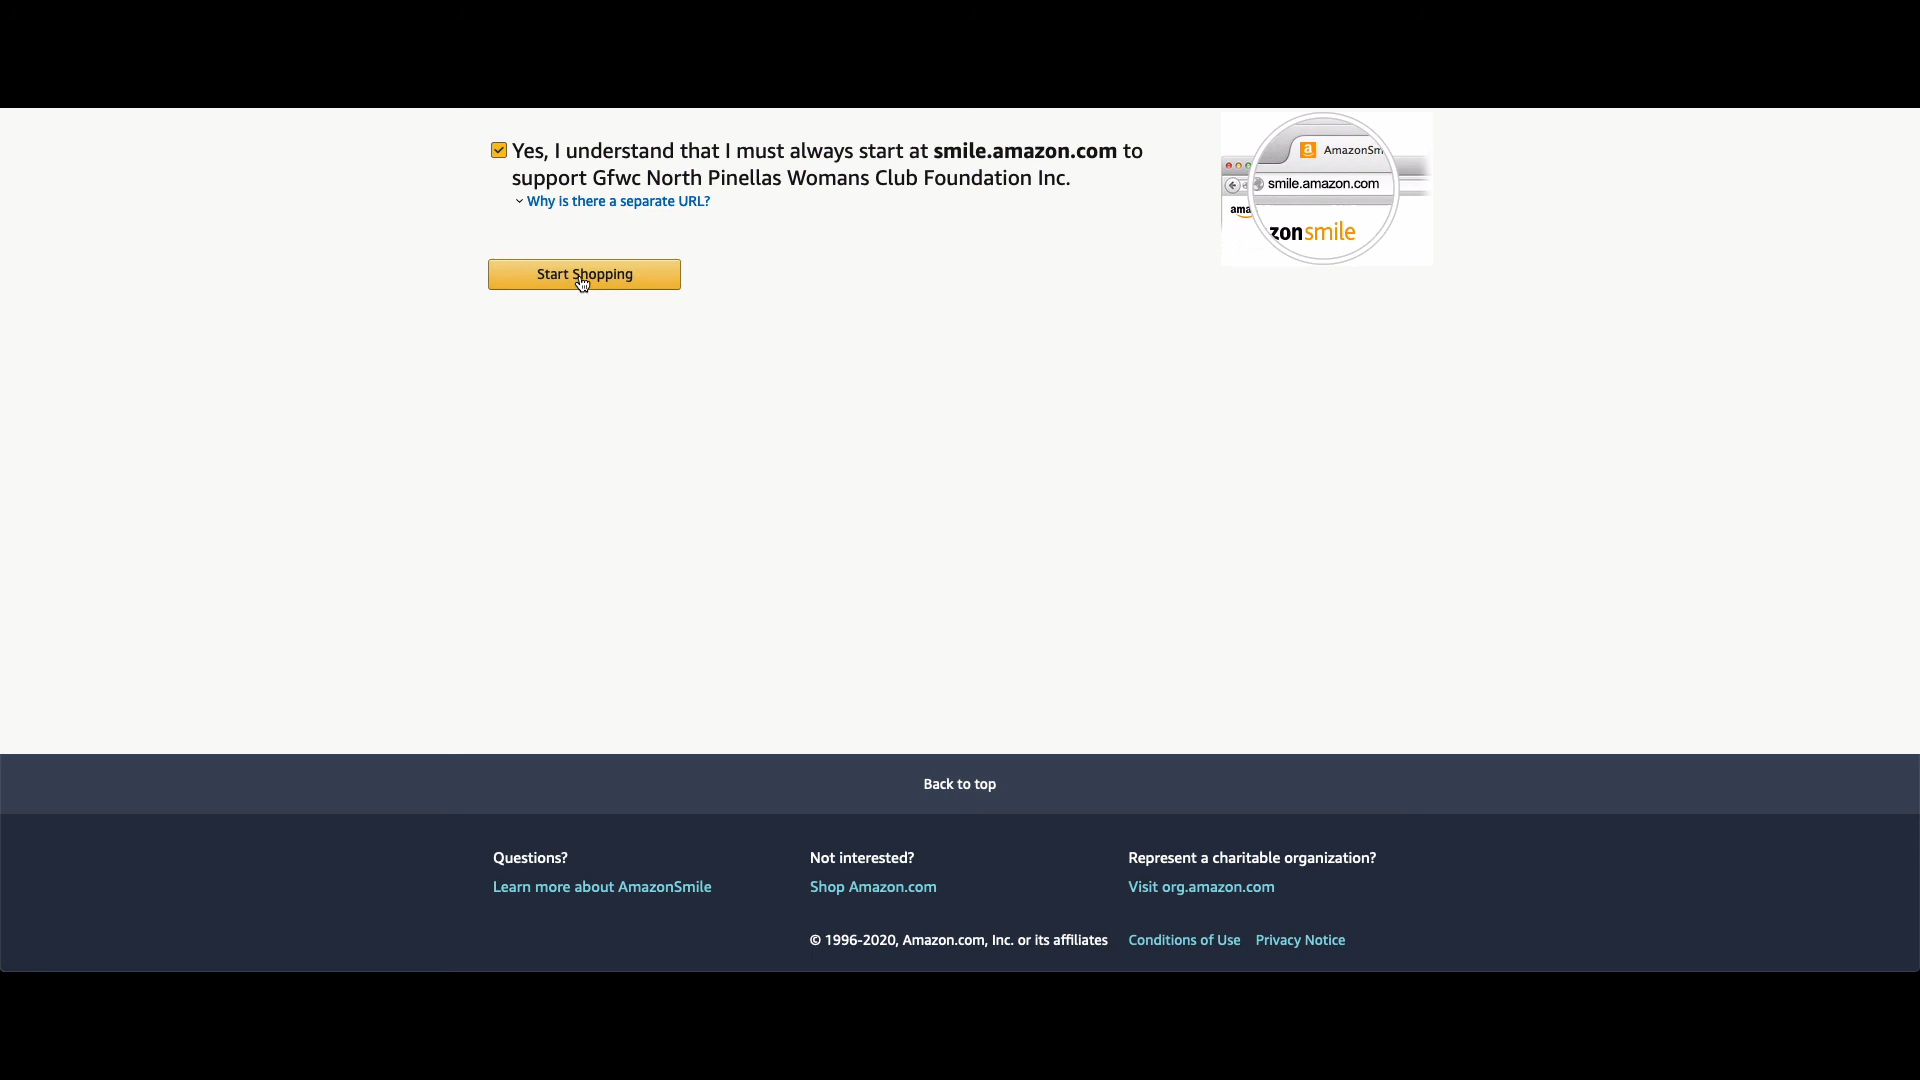 Yes, I understand that I must always start at smile.amazon.com to
support Gfwc North Pinellas Womans Club Foundation Inc.
Why is there a separate URL?
AmazonSm
smile.amazon.com
ama
zonsmile
Start Shopping
Back to top
Questions?
Learn more about AmazonSmile
Not interested?
Shop Amazon.com
Represent a charitable organization?
Visit org.amazon.com
© 1996-2020, Amazon.com, Inc. or its affiliates
Conditions of Use
Privacy Notice